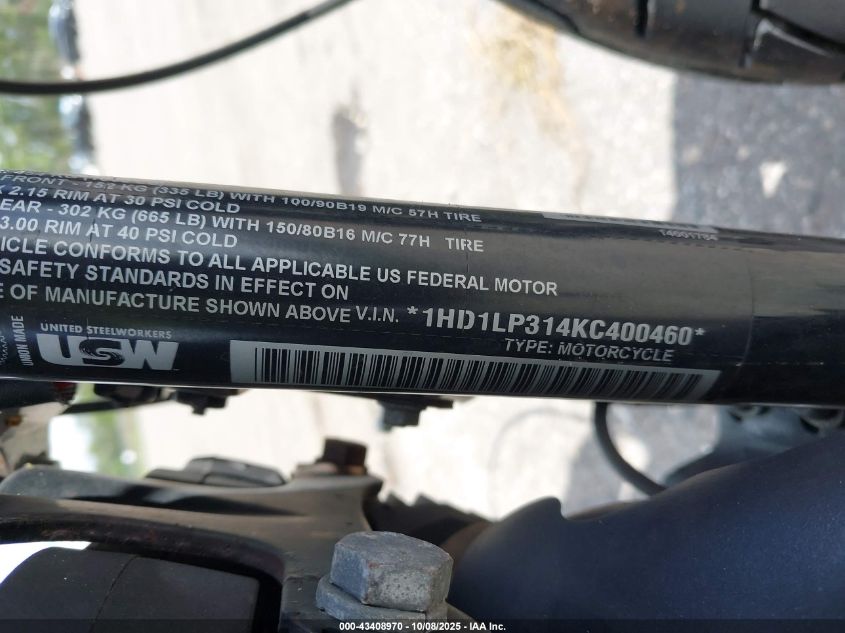 FRONT - 152 KG (335 LB) WITH 100/90B19 M/C 57H TIRE
2.15 RIM AT 30 PSI COLD
EAR - 302 KG (665 LB) WITH 150/80B16 M/C 77H TIRE
3.00 RIM AT 40 PSI COLD
HICLE CONFORMS TO ALL APPLICABLE US FEDERAL MOTOR
SAFETY STANDARDS IN EFFECT ON
E OF MANUFACTURE SHOWN ABOVE V.I.N. *1HD1LP314KC400460*
TYPE: MOTORCYCLE
UNION MADE
UNITED STEELWORKERS
USW
000-43408970 - 10/08/2025 - IAA Inc.